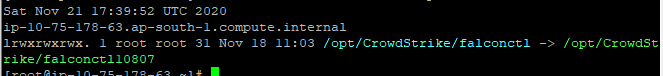 Sat Nov 21 17:39:52 UTC 2020
ip-10-75-178-63.ap-south-1.compute.internal
lrwxrwxrwx. 1 root root 31 Nov 18 11:03 /opt/CrowdStrike/falconctl -> /opt/CrowdSt
rike/falconctl10807
[root@ip-10-75-178-63 ~]#